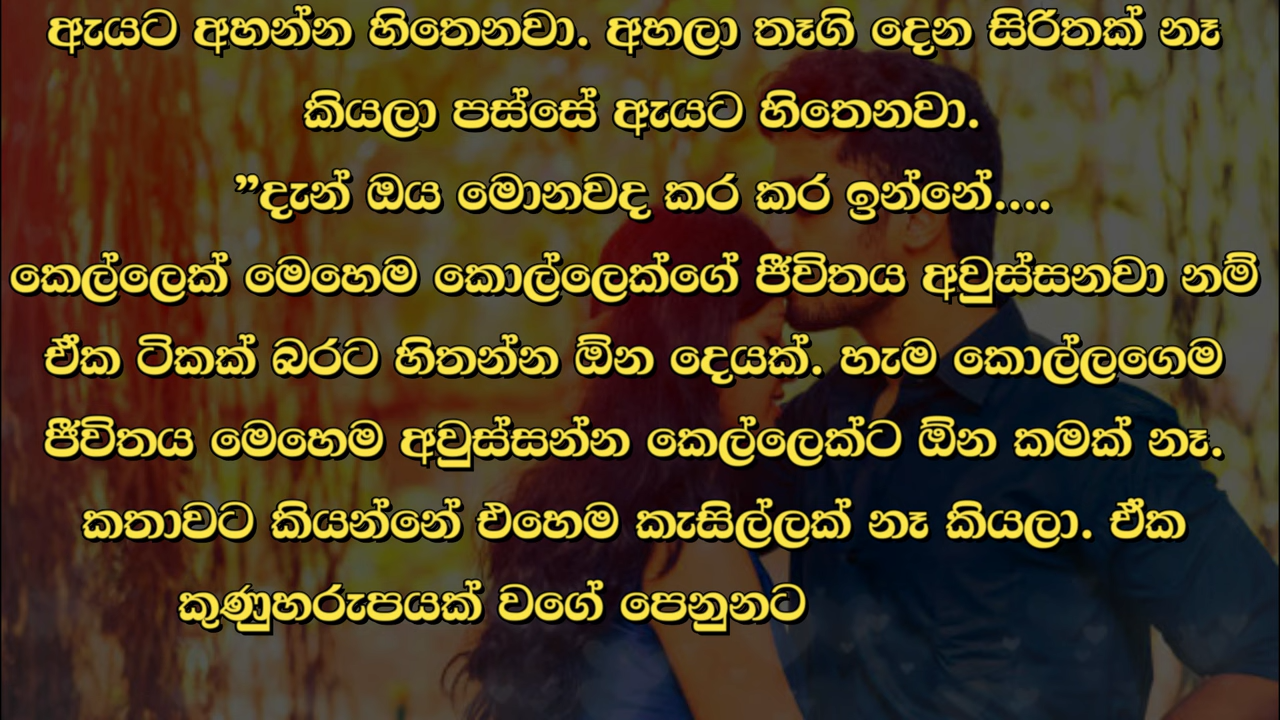 ඇයට අහන්න හිතෙනවා. අහලා තෑගි දෙන සිරිතක් නෑ
කියලා පස්සේ ඇයට හිතෙනවා.
”දැන් ඔය මොනවද කර කර ඉන්නේ....
කෙල්ලෙක් මෙහෙම කොල්ලෙක්ගේ ජීවිතය අවුස්සනවා නම්
ඒක ටිකක් බරට හිතන්න ඕන දෙයක්. හැම කොල්ලගෙම
ජීවිතය මෙහෙම අවුස්සන්න කෙල්ලෙක්ට ඕන කමක් නෑ.
කතාවට කියන්නේ එහෙම කැසිල්ලක් නෑ කියලා. ඒක
කුණුහරුපයක් වගේ පෙනුනට